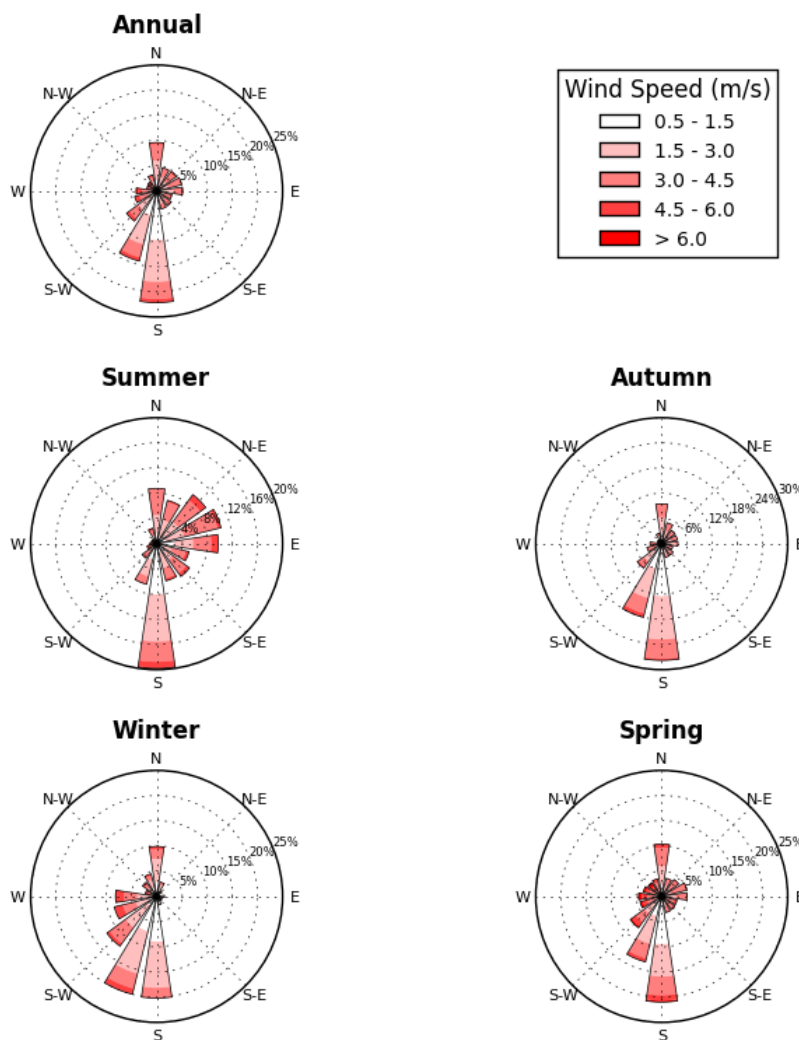 Annual
N
N-W
N-E
W
E
S-W
S-E
S
5%
10%
15%
20%
25%
Wind Speed (m/s)
0.5 - 1.5
1.5 - 3.0
3.0 - 4.5
4.5 - 6.0
> 6.0
Summer
N
N-W
N-E
W
E
S-W
S-E
S
4%
8%
12%
16%
20%
Autumn
N
N-W
N-E
W
E
S-W
S-E
S
6%
12%
18%
24%
30%
Winter
N
N-W
N-E
W
E
S-W
S-E
S
5%
10%
15%
20%
25%
Spring
N
N-W
N-E
W
E
S-W
S-E
S
5%
10%
15%
20%
25%